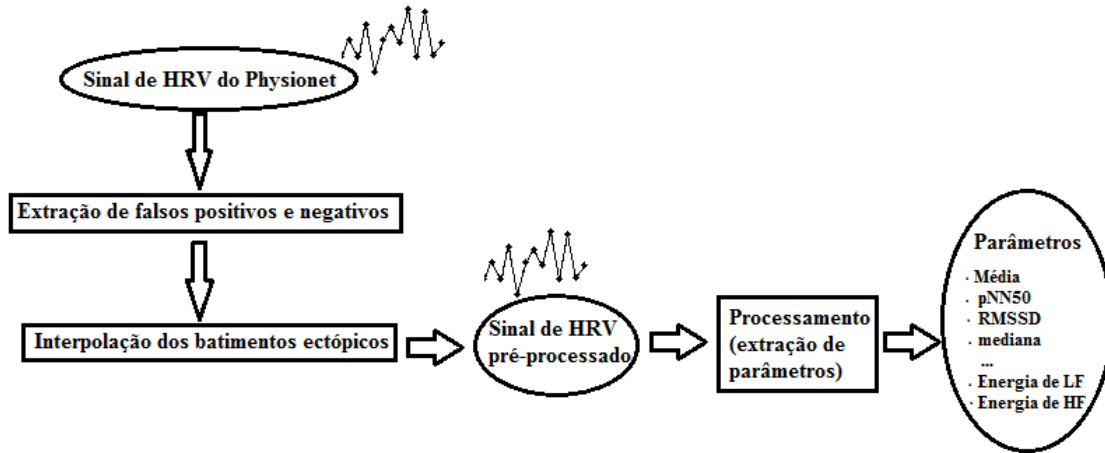 Sinal de HRV do Physionet
Extração de falsos positivos e negativos
Interpolação dos batimentos ectópicos
Sinal de HRV
pré-processado
Processamento
(extração de
parâmetros)
Parâmetros
· Média
· pNN50
· RMSSD
· mediana
...
· Energia de LF
· Energia de HF